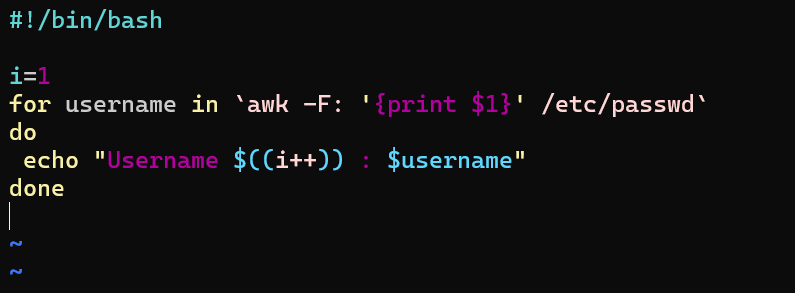 #!/bin/bash

i=1
for username in `awk -F: '{print $1}' /etc/passwd`
do
 echo "Username $((i++)) : $username"
done
~
~